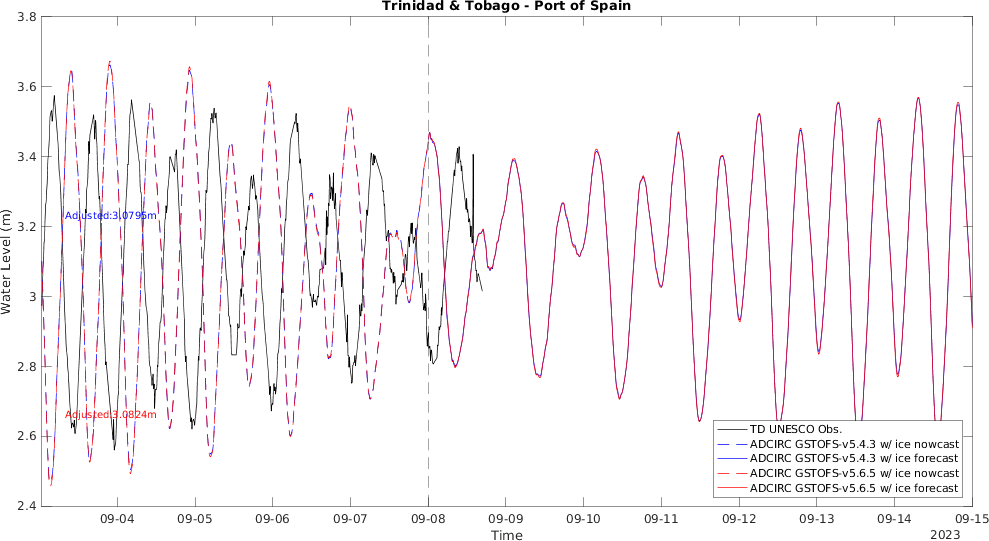 Trinidad & Tobago - Port of Spain
3.8
3.6
3.4
3.2
3
2.8
2.6
2.4
Water Level (m)
Adjusted:3.0795m
Adjusted:3.0824m
TD UNESCO Obs.
ADCIRC GSTOFS-v5.4.3 w/ ice nowcast
ADCIRC GSTOFS-v5.4.3 w/ ice forecast
ADCIRC GSTOFS-v5.6.5 w/ ice nowcast
ADCIRC GSTOFS-v5.6.5 w/ ice forecast
09-04 09-05 09-06 09-07 09-08 09-09 09-10 09-11 09-12 09-13 09-14 09-15
Time
2023